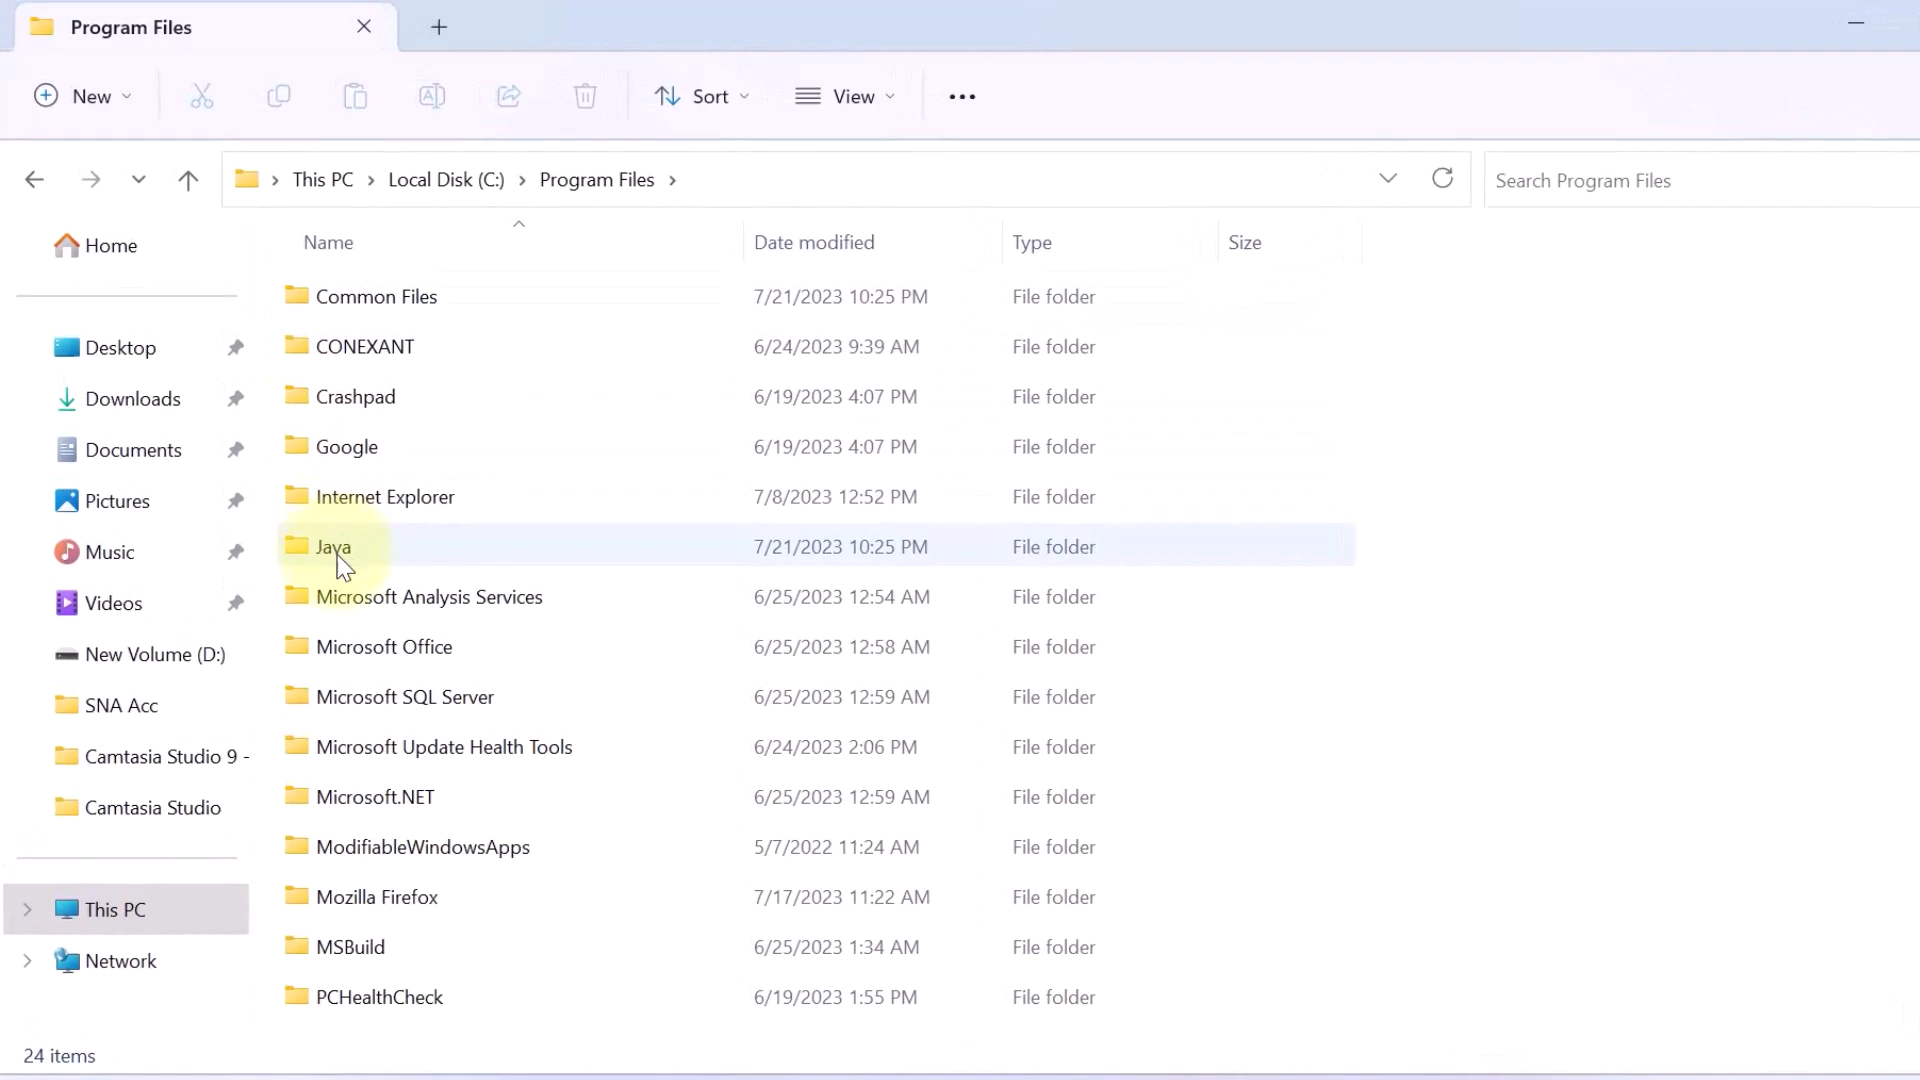 Program Files
New
Sort
View
This PC > Local Disk (C:) > Program Files >
Search Program Files
Home
Desktop
Downloads
Documents
Pictures
Music
Videos
New Volume (D:)
SNA Acc
Camtasia Studio 9 -
Camtasia Studio
This PC
Network
Name Date modified Type Size
Common Files 7/21/2023 10:25 PM File folder
CONEXANT 6/24/2023 9:39 AM File folder
Crashpad 6/19/2023 4:07 PM File folder
Google 6/19/2023 4:07 PM File folder
Internet Explorer 7/8/2023 12:52 PM File folder
Java 7/21/2023 10:25 PM File folder
Microsoft Analysis Services 6/25/2023 12:54 AM File folder
Microsoft Office 6/25/2023 12:58 AM File folder
Microsoft SQL Server 6/25/2023 12:59 AM File folder
Microsoft Update Health Tools 6/24/2023 2:06 PM File folder
Microsoft.NET 6/25/2023 12:59 AM File folder
ModifiableWindowsApps 5/7/2022 11:24 AM File folder
Mozilla Firefox 7/17/2023 11:22 AM File folder
MSBuild 6/25/2023 1:34 AM File folder
PCHealthCheck 6/19/2023 1:55 PM File folder
24 items